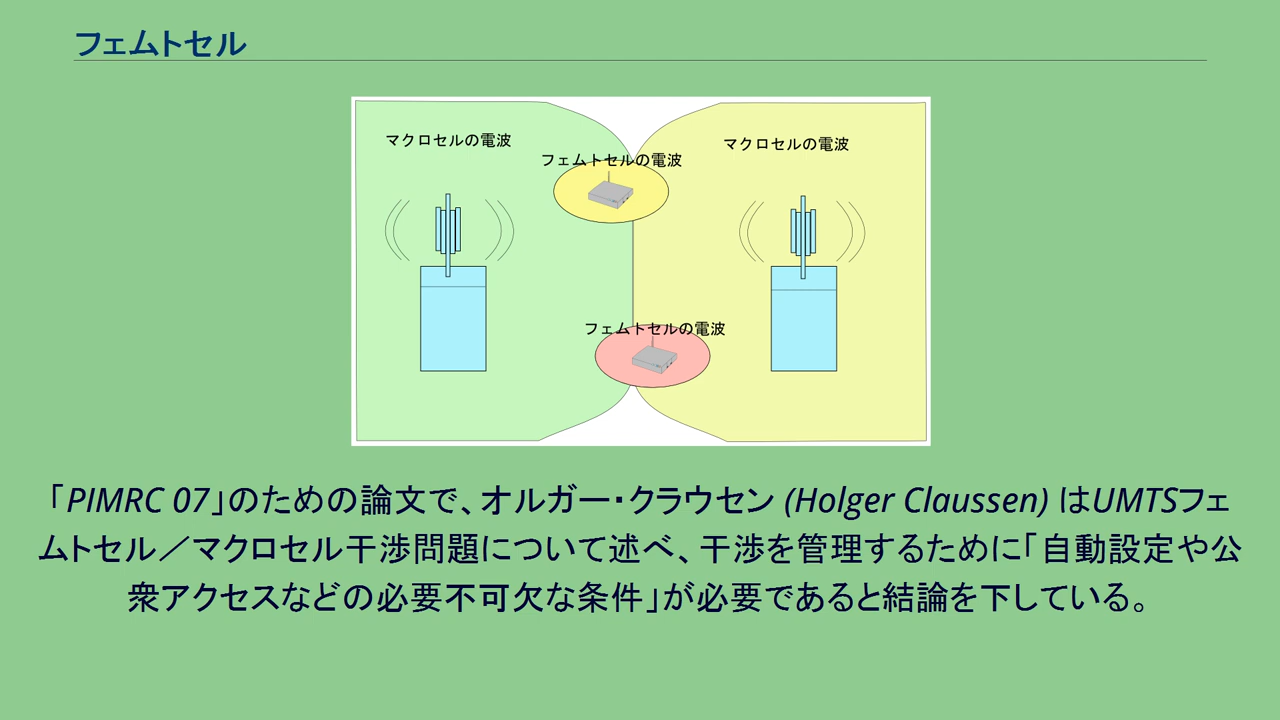 フェムトセル
マクロセルの電波
マクロセルの電波
フェムトセルの電波
フェムトセルの電波
「PIMRC 07」のための論文で、オルガー・クラウセン (Holger Claussen) はUMTSフェ
ムトセル／マクロセル干渉問題について述べ、干渉を管理するために「自動設定や公
衆アクセスなどの必要不可欠な条件」が必要であると結論を下している。